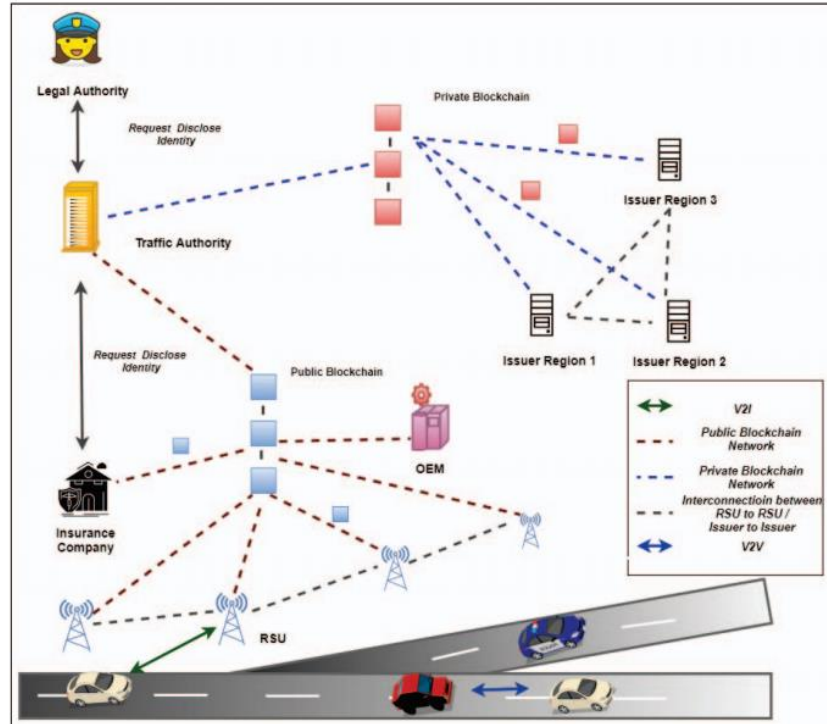 Legal Authority
Request Disclose
Identity
Traffic Authority
Private Blockchain
Issuer Region 3
Issuer Region 1
Issuer Region 2
Request Disclose
Identity
Public Blockchain
OEM
Insurance
Company
RSU
V2I
Public Blockchain
Network
Private Blockchain
Network
Interconnectioin between
RSU to RSU /
Issuer to Issuer
V2V